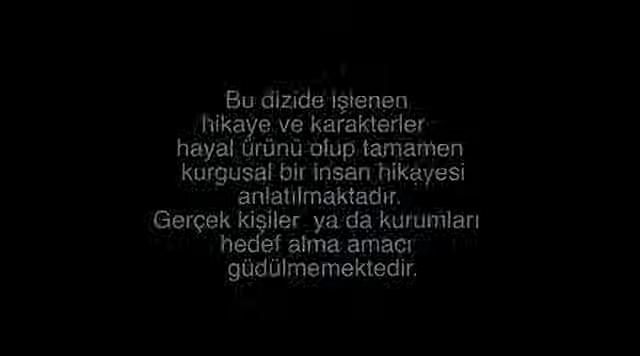 Bu dizide işlenen
hikaye ve karakterler
hayal ürünü olup tamamen
kurgusal bir insan hikayesi
anlatılmaktadır.
Gerçek kişiler ya da kurumları
hedef alma amacı
güdülmemektedir.